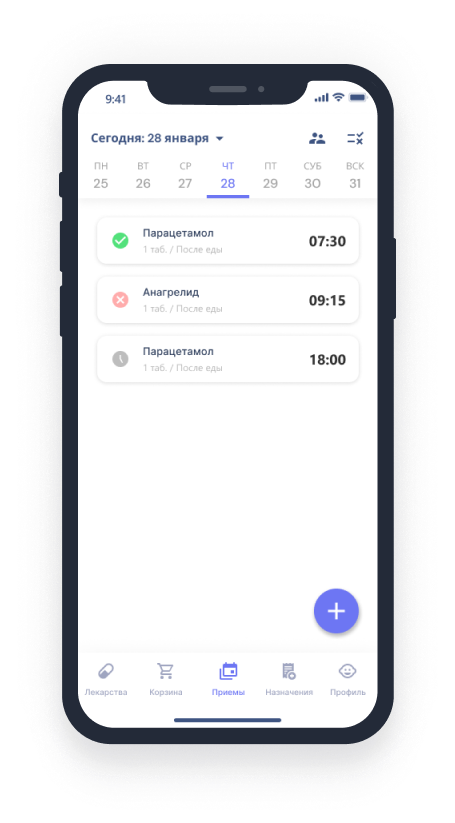 9:41
Сегодня: 28 января
ПН ВТ СР ЧТ ПТ СУБ ВСК
25 26 27 28 29 30 31
Парацетамол
1 таб. / После еды
07:30
Анагрелид
1 таб. / После еды
09:15
Парацетамол
1 таб. / После еды
18:00
Лекарства Корзина Приемы Назначения Профиль